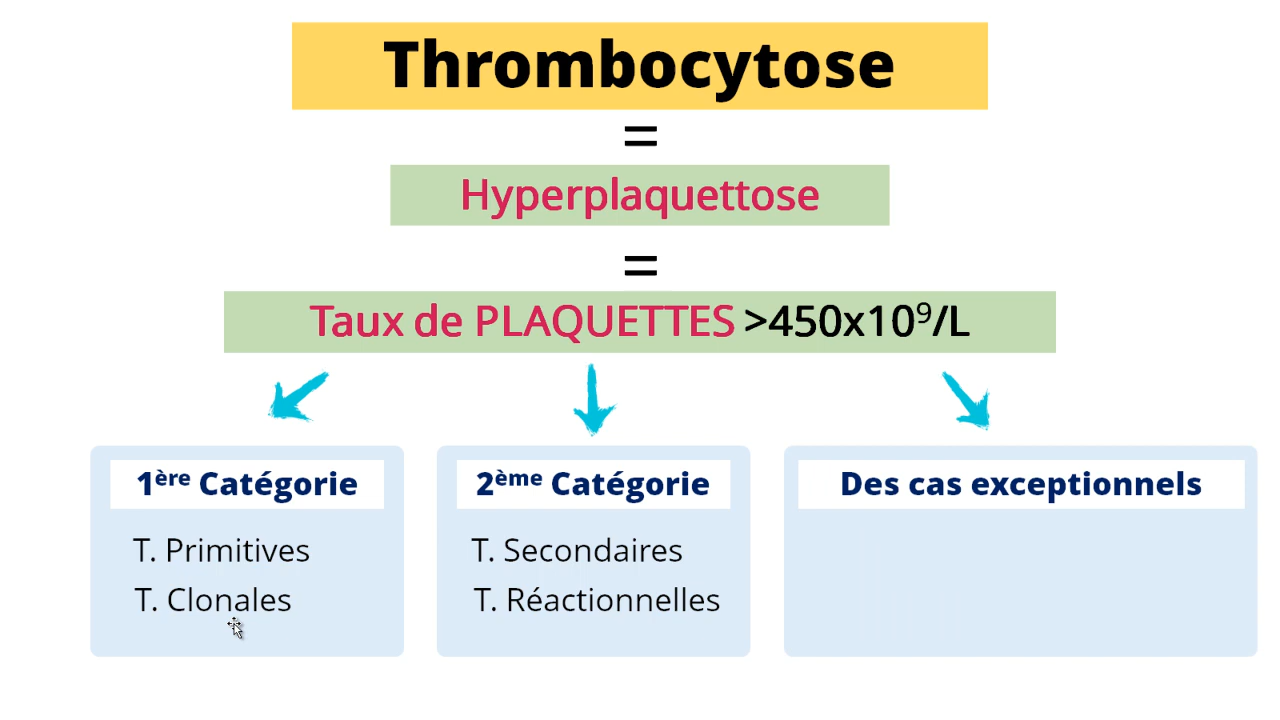 Thrombocytose
=
Hyperplaquettose
=
Taux de PLAQUETTES >450x10⁹/L
1ère Catégorie
T. Primitives
T. Clonales
2ème Catégorie
T. Secondaires
T. Réactionnelles
Des cas exceptionnels